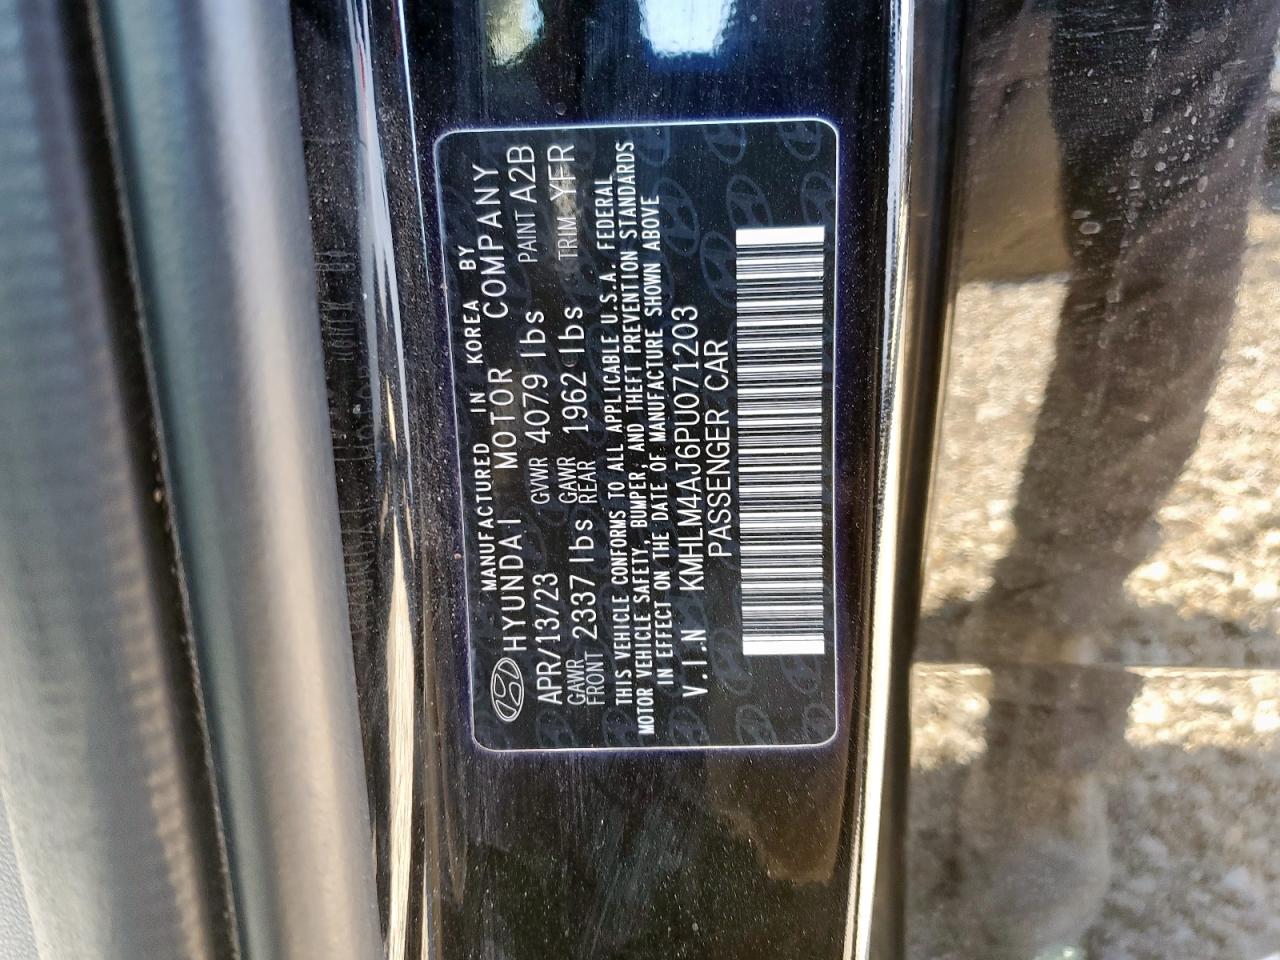 MANUFACTURED IN KOREA BY
HYUNDAI MOTOR COMPANY
APR/13/23 GVWR 4079 lbs PAINT A2B
GAWR FRONT 2337 lbs GAWR REAR 1962 lbs TRIM YFR
THIS VEHICLE CONFORMS TO ALL APPLICABLE U.S.A. FEDERAL
MOTOR VEHICLE SAFETY, BUMPER, AND THEFT PREVENTION STANDARDS
IN EFFECT ON THE DATE OF MANUFACTURE SHOWN ABOVE
V.I.N KMHLM4AJ6PU071203
PASSENGER CAR